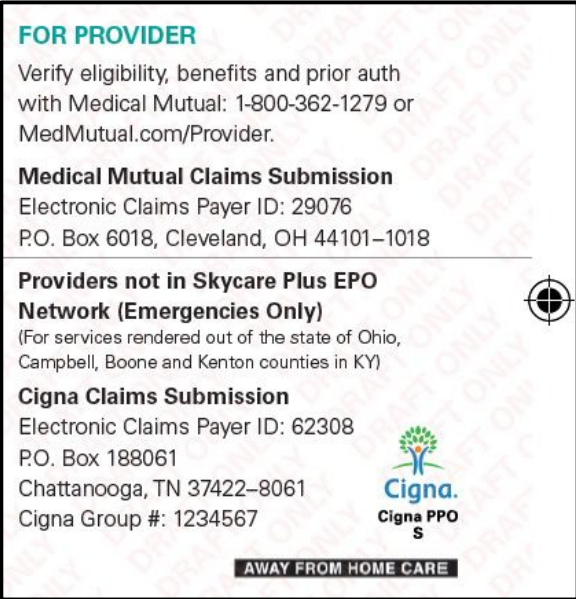 FOR PROVIDER
Verify eligibility, benefits and prior auth
with Medical Mutual: 1-800-362-1279 or
MedMutual.com/Provider.
Medical Mutual Claims Submission
Electronic Claims Payer ID: 29076
P.O. Box 6018, Cleveland, OH 44101–1018
Providers not in Skycare Plus EPO
Network (Emergencies Only)
(For services rendered out of the state of Ohio,
Campbell, Boone and Kenton counties in KY)
Cigna Claims Submission
Electronic Claims Payer ID: 62308
P.O. Box 188061
Chattanooga, TN 37422–8061
Cigna Group #: 1234567
Cigna.
Cigna PPO
S
AWAY FROM HOME CARE
DRAFT ONLY